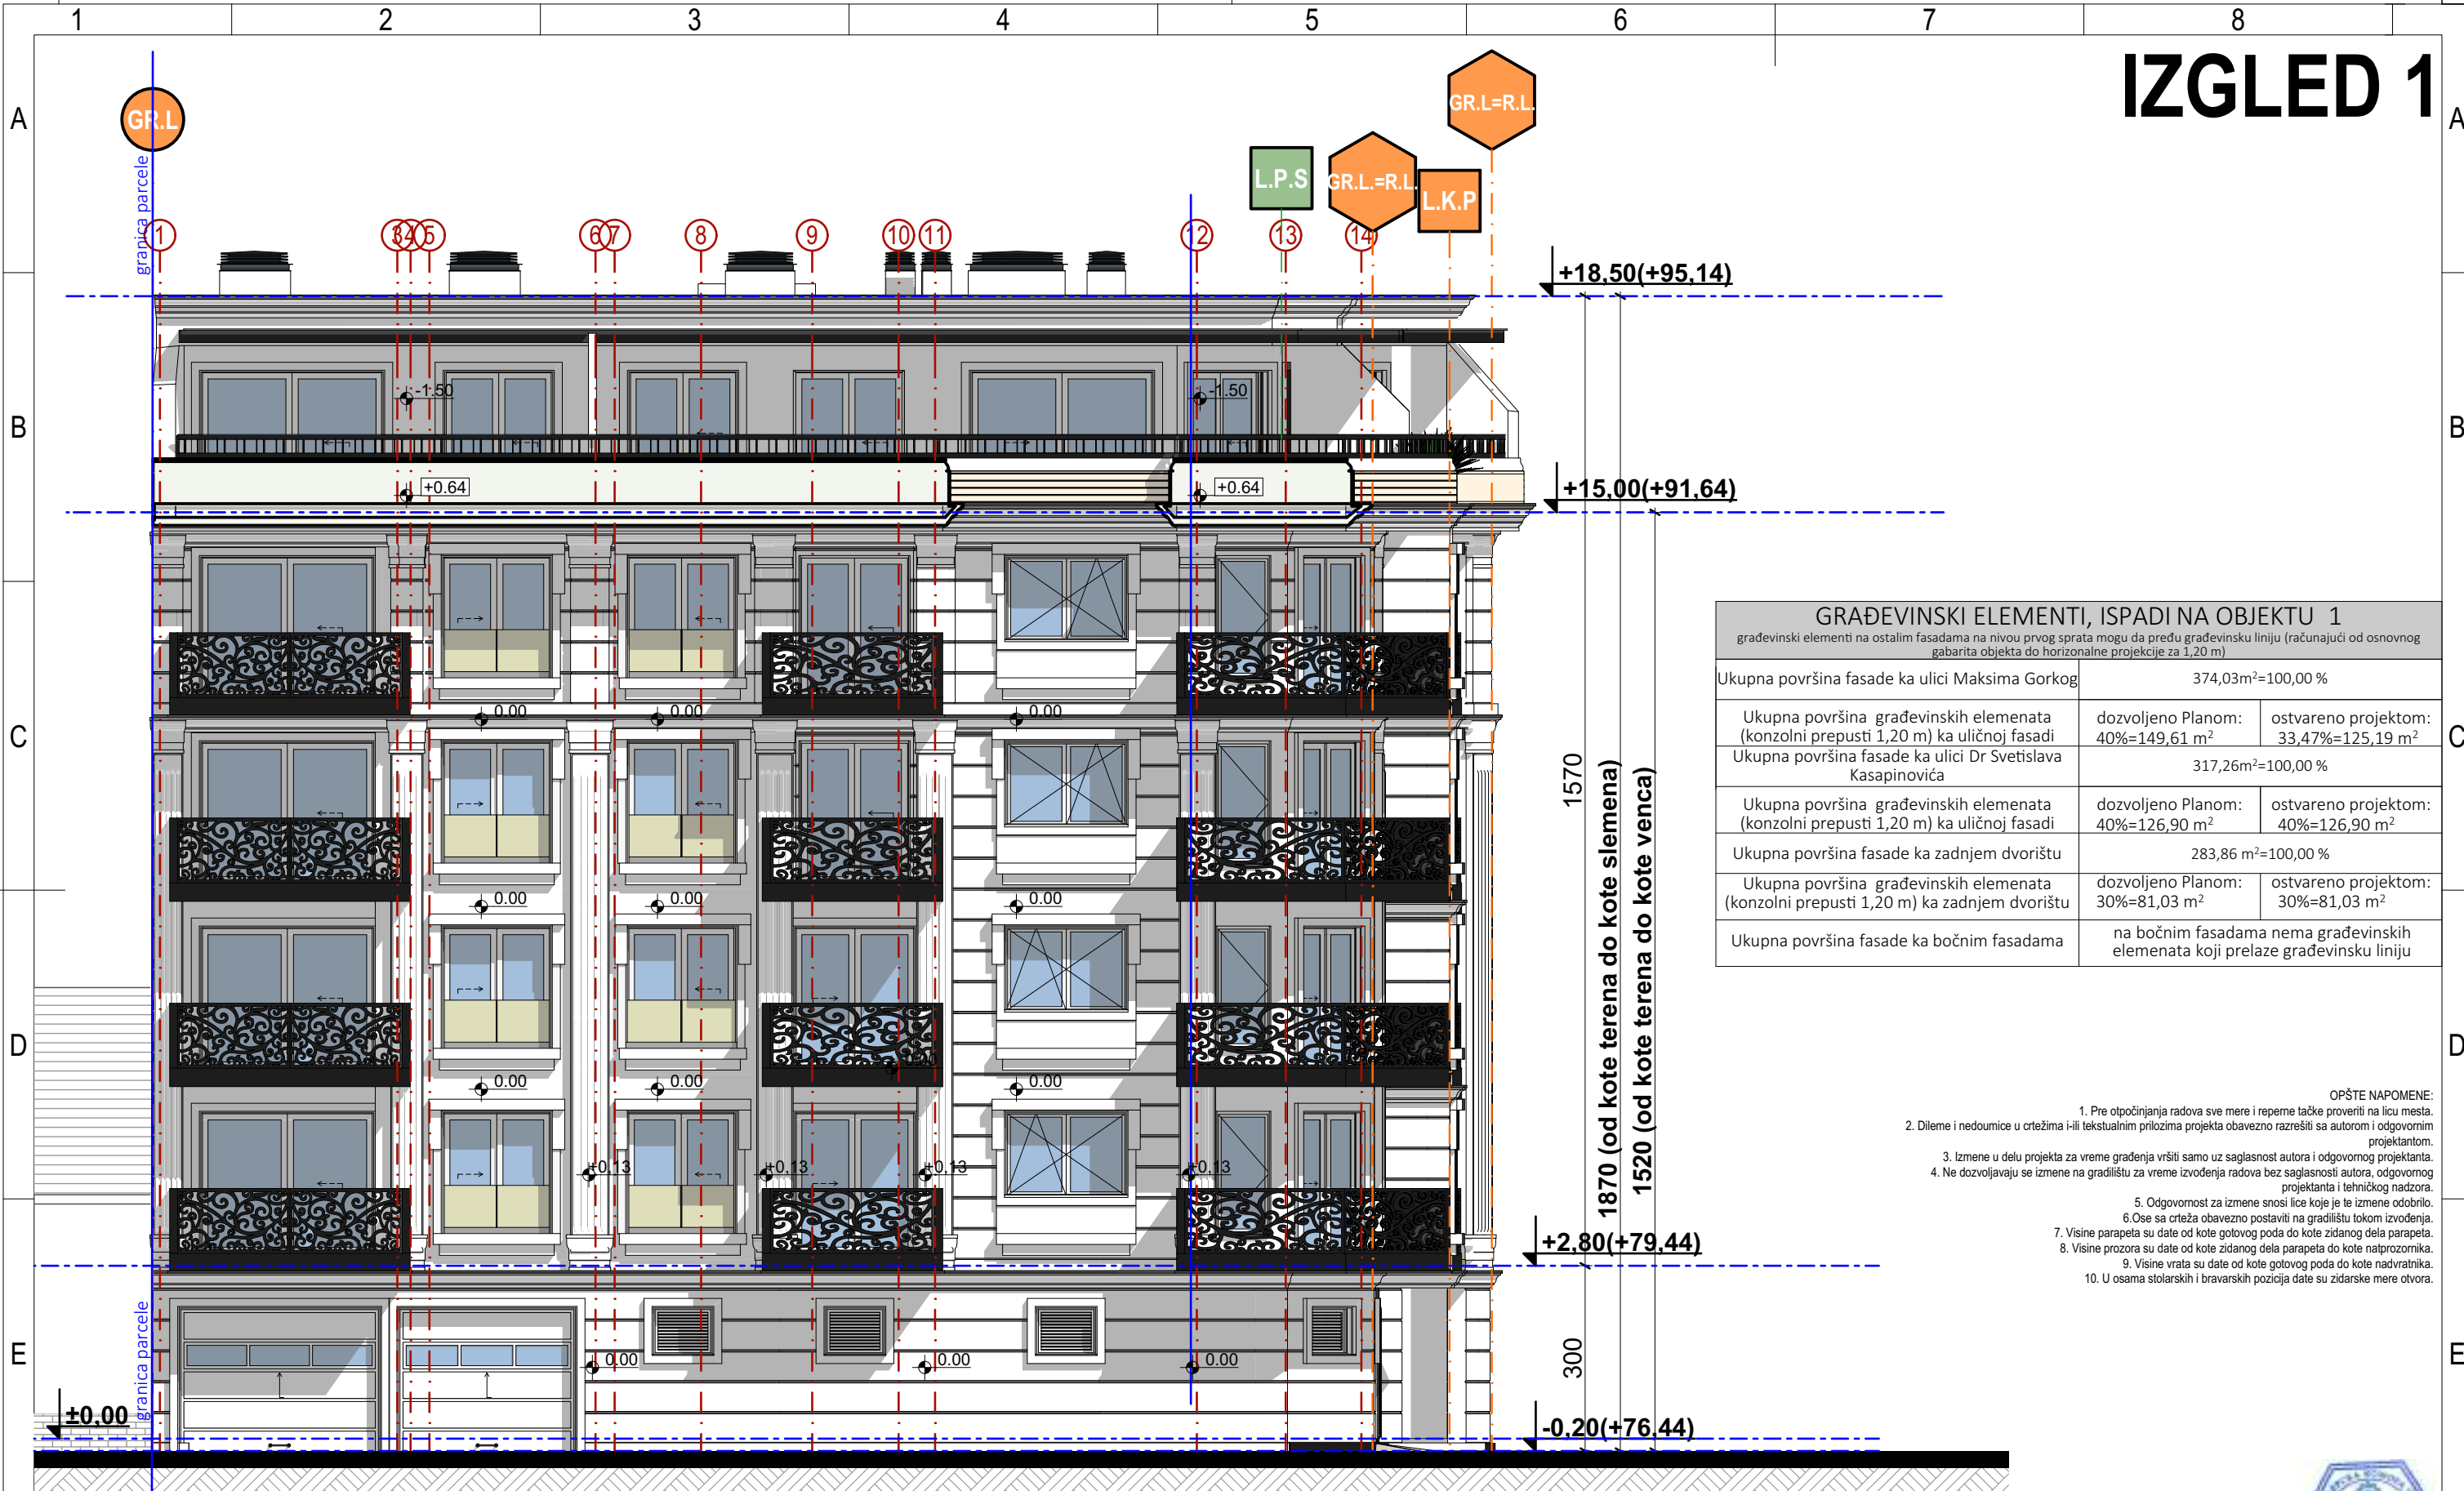 1 2 3 4 5 6 7 8
IZGLED 1
A A
GR.L
GR.L=R.L.
L.P.S
GR.L.=R.L.
L.K.P
granica parcele
1 3 4 5 6 7 8 9 10 11 12 13 14
+18,50(+95,14)
-1.50 -1.50
B B
+0.64 +0.64
+15,00(+91,64)
GRAĐEVINSKI ELEMENTI, ISPADI NA OBJEKTU 1
građevinski elementi na ostalim fasadama na nivou prvog sprata mogu da pređu građevinsku liniju (računajući od osnovnog
gabarita objekta do horizonalne projekcije za 1,20 m)
Ukupna površina fasade ka ulici Maksima Gorkog
374,03m²=100,00 %
Ukupna površina građevinskih elemenata
(konzolni prepusti 1,20 m) ka uličnoj fasadi
dozvoljeno Planom:
40%=149,61 m²
ostvareno projektom:
33,47%=125,19 m²
Ukupna površina fasade ka ulici Dr Svetislava
Kasapinovića
317,26m²=100,00 %
Ukupna površina građevinskih elemenata
(konzolni prepusti 1,20 m) ka uličnoj fasadi
dozvoljeno Planom:
40%=126,90 m²
ostvareno projektom:
40%=126,90 m²
Ukupna površina fasade ka zadnjem dvorištu
283,86 m²=100,00 %
Ukupna površina građevinskih elemenata
(konzolni prepusti 1,20 m) ka zadnjem dvorištu
dozvoljeno Planom:
30%=81,03 m²
ostvareno projektom:
30%=81,03 m²
Ukupna površina fasade ka bočnim fasadama
na bočnim fasadama nema građevinskih
elemenata koji prelaze građevinsku liniju
0.00 0.00 0.00
C C
1570
1870 (od kote terena do kote slemena)
1520 (od kote terena do kote venca)
0.00 0.00 0.00
D D
0.00 0.00 0.00
+0,13 +0,13 +0,13 +0,13
OPŠTE NAPOMENE:
1. Pre otpočinjanja radova sve mere i reperne tačke proveriti na licu mesta.
2. Dileme i nedoumice u crtežima i-ili tekstualnim prilozima projekta obavezno razrešiti sa autorom i odgovornim
projektantom.
3. Izmene u delu projekta za vreme građenja vršiti samo uz saglasnost autora i odgovornog projektanta.
4. Ne dozvoljavaju se izmene na gradilištu za vreme izvođenja radova bez saglasnosti autora, odgovornog
projektanta i tehničkog nadzora.
5. Odgovornost za izmene snosi lice koje je te izmene odobrilo.
6.Ose sa crteža obavezno postaviti na gradilištu tokom izvođenja.
7. Visine parapeta su date od kote gotovog poda do kote zidanog dela parapeta.
8. Visine prozora su date od kote zidanog dela parapeta do kote natprozornika.
9. Visine vrata su date od kote gotovog poda do kote nadvratnika.
10. U osama stolarskih i bravarskih pozicija date su zidarske mere otvora.
+2,80(+79,44)
E E
granica parcele
300
0.00 0.00 0.00
±0,00
-0,20(+76,44)